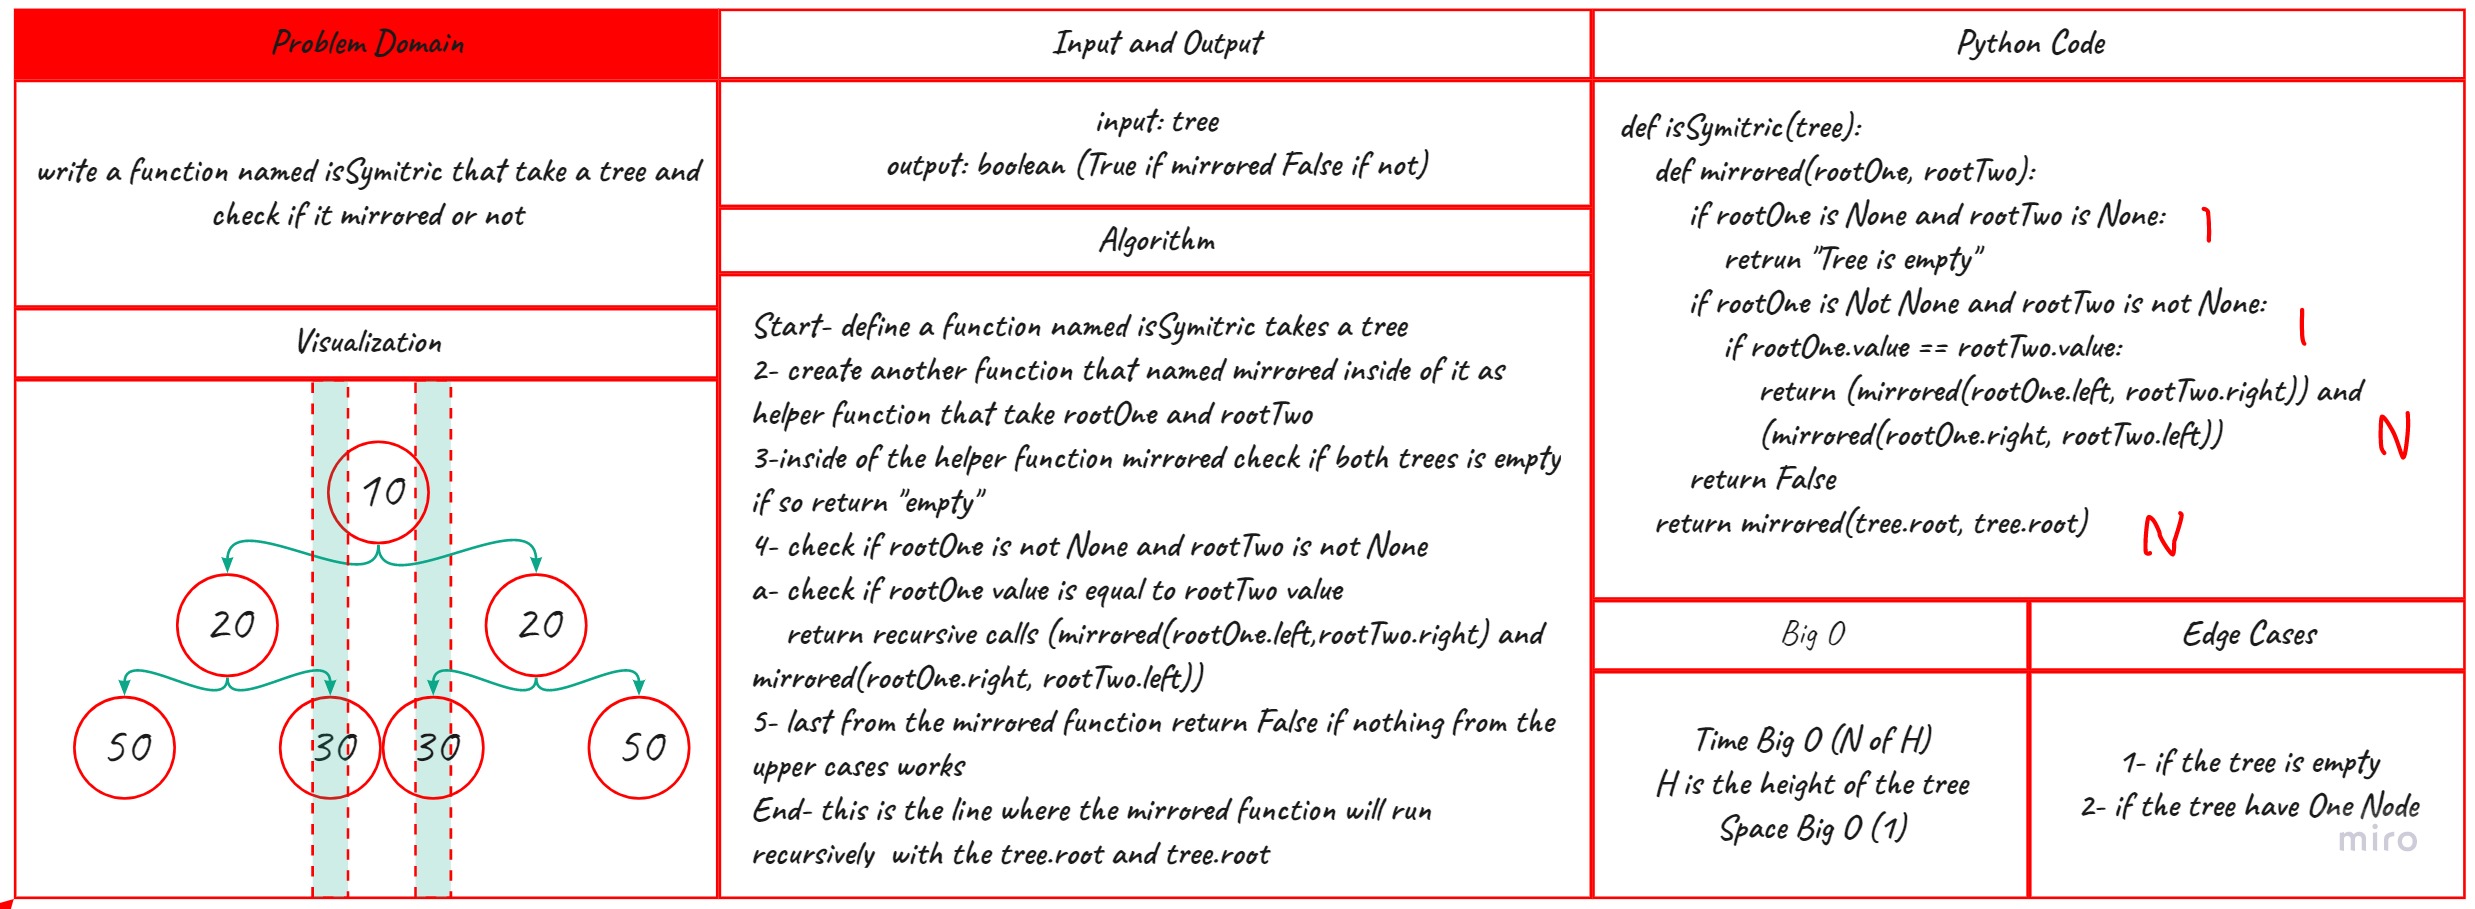 Problem Domain
write a function named isSymitric that take a tree and
check if it mirrored or not
Visualization
10
20
20
50
30
30
50
Input and Output
input: tree
output: boolean (True if mirrored False if not)
Algorithm
Start- define a function named isSymitric takes a tree
2- create another function that named mirrored inside of it as
helper function that take rootOne and rootTwo
3-inside of the helper function mirrored check if both trees is empty
if so return "empty"
4- check if rootOne is not None and rootTwo is not None
a- check if rootOne value is equal to rootTwo value
return recursive calls (mirrored(rootOne.left,rootTwo.right) and
mirrored(rootOne.right, rootTwo.left))
5- last from the mirrored function return False if nothing from the
upper cases works
End- this is the line where the mirrored function will run
recursively with the tree.root and tree.root
Python Code
def isSymitric(tree):
def mirrored(rootOne, rootTwo):
if rootOne is None and rootTwo is None:
1
retrun "Tree is empty"
if rootOne is Not None and rootTwo is not None:
1
if rootOne.value == rootTwo.value:
return (mirrored(rootOne.left, rootTwo.right)) and
(mirrored(rootOne.right, rootTwo.left))
N
return False
return mirrored(tree.root, tree.root)
N
Big O
Time Big O (N of H)
H is the height of the tree
Space Big O (1)
Edge Cases
1- if the tree is empty
2- if the tree have One Node
miro